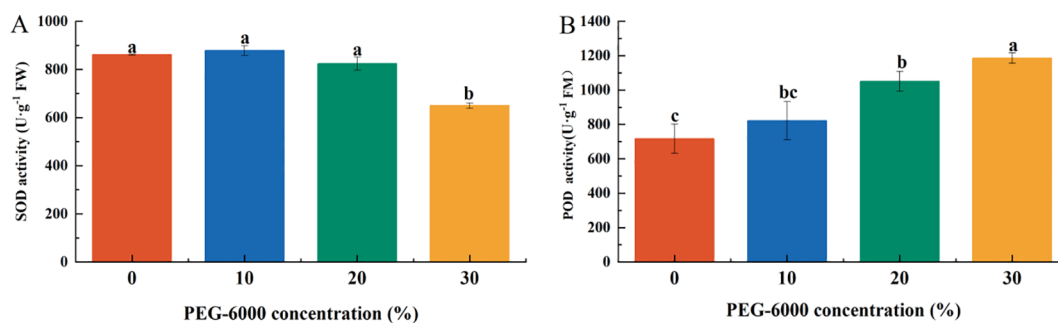 A
SOD activity (U·g⁻¹ FW)
1000
800
600
400
200
0
a
a
a
b
0
10
20
30
PEG-6000 concentration (%)
B
POD activity(U·g⁻¹ FM）
1400
1200
1000
800
600
400
200
0
c
bc
b
a
0
10
20
30
PEG-6000 concentration (%)